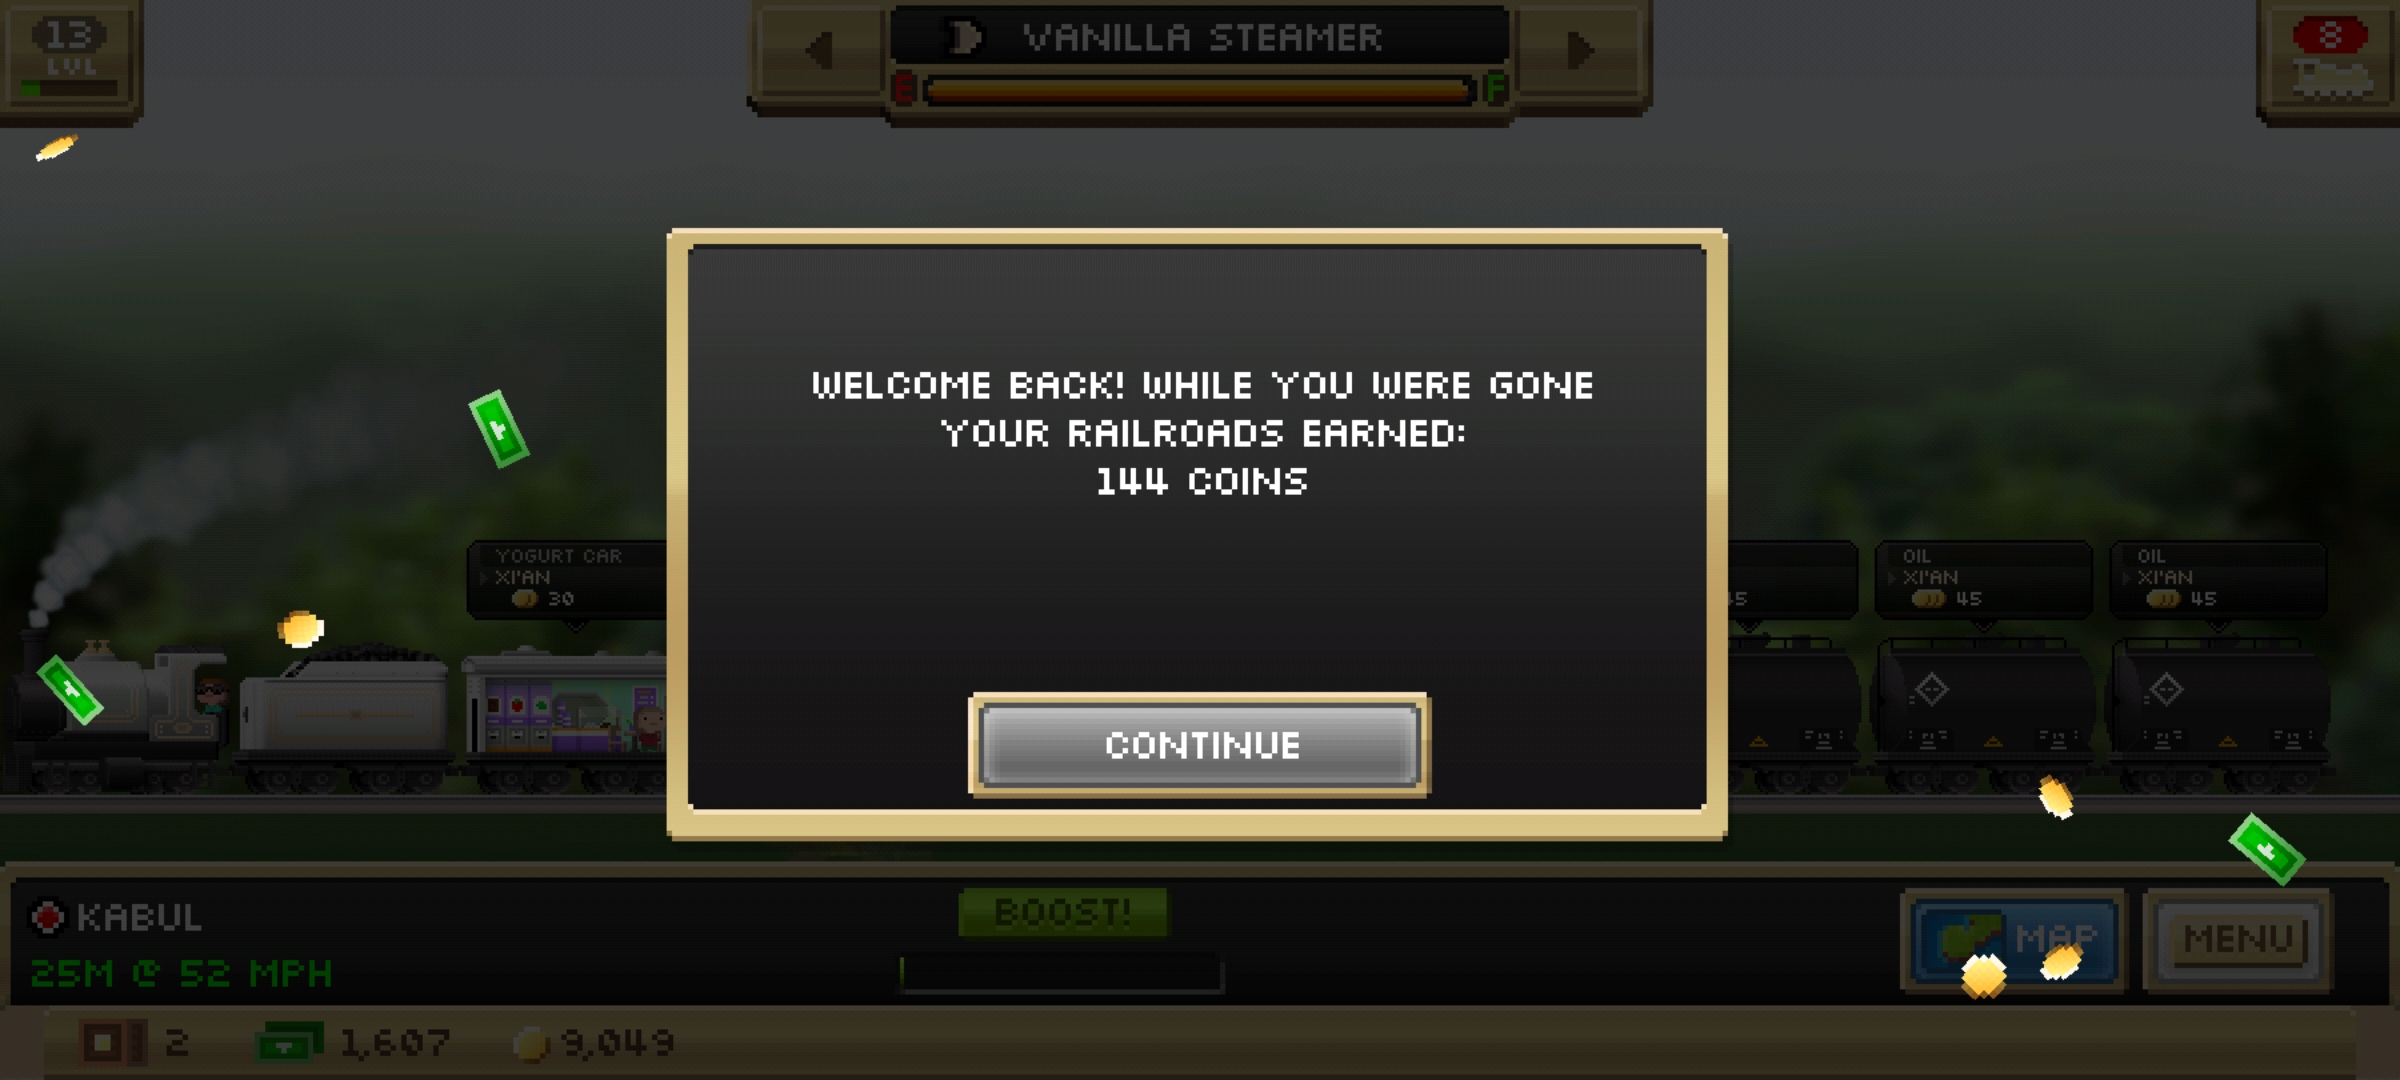 13
LVL
VANILLA STEAMER
E
F
8
WELCOME BACK! WHILE YOU WERE GONE
YOUR RAILROADS EARNED:
144 COINS
CONTINUE
YOGURT CAR
XI'AN
30
45
OIL
XI'AN
45
OIL
XI'AN
45
KABUL
25M @ 52 MPH
BOOST!
MAP
MENU
2
1,607
9,049